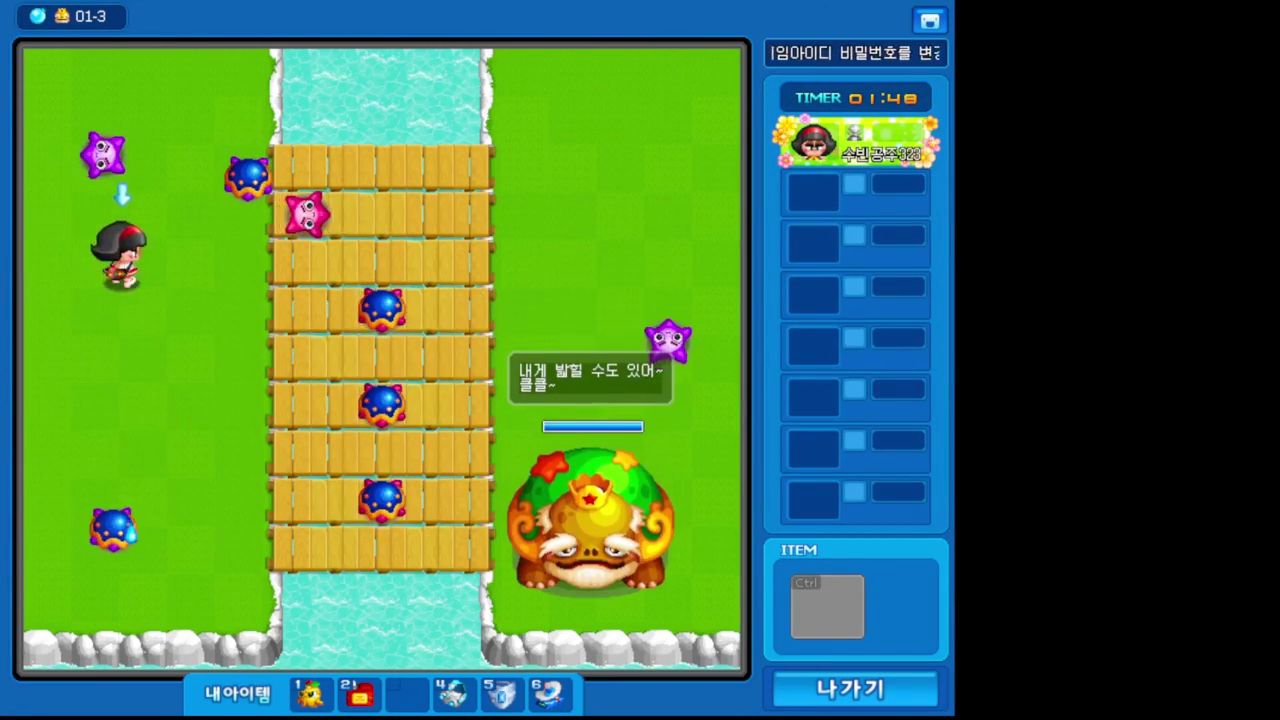 01-3
임아이디 비밀번호를 변
TIMER 01:48
수빈공주323
내게 밟힐 수도 있어~
클클~
ITEM
Ctrl
내아이템 1 2 4 5 6
나가기